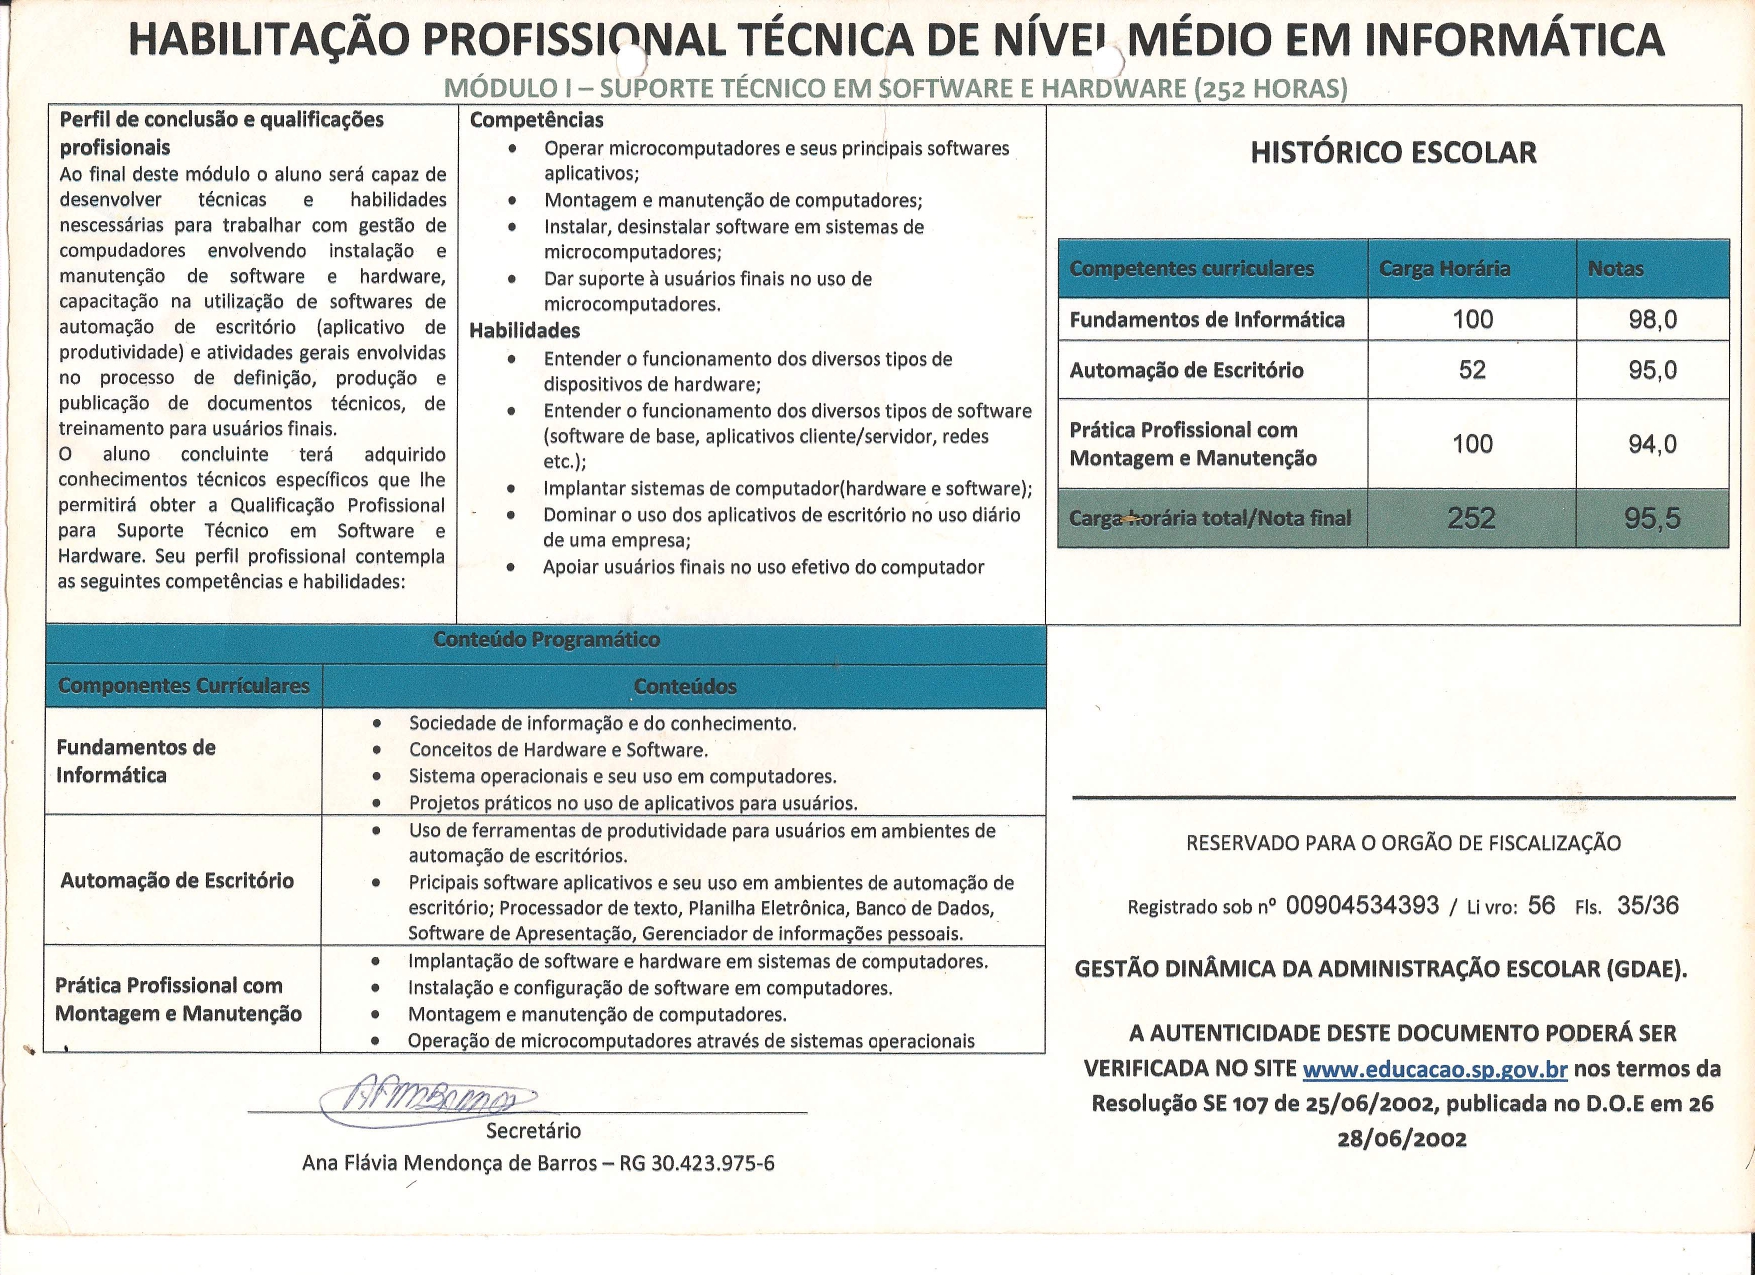 HABILITAÇÃO PROFISSIONAL TÉCNICA DE NÍVEL MÉDIO EM INFORMÁTICA
MÓDULO I – SUPORTE TÉCNICO EM SOFTWARE E HARDWARE (252 HORAS)
Perfil de conclusão e qualificações
profisionais
Ao final deste módulo o aluno será capaz de
desenvolver técnicas e habilidades
nescessárias para trabalhar com gestão de
compudadores envolvendo instalação e
manutenção de software e hardware,
capacitação na utilização de softwares de
automação de escritório (aplicativo de
produtividade) e atividades gerais envolvidas
no processo de definição, produção e
publicação de documentos técnicos, de
treinamento para usuários finais.
O aluno concluinte terá adquirido
conhecimentos técnicos específicos que lhe
permitirá obter a Qualificação Profissional
para Suporte Técnico em Software e
Hardware. Seu perfil profissional contempla
as seguintes competências e habilidades:
Competências
• Operar microcomputadores e seus principais softwares
aplicativos;
• Montagem e manutenção de computadores;
• Instalar, desinstalar software em sistemas de
microcomputadores;
• Dar suporte à usuários finais no uso de
microcomputadores.
Habilidades
• Entender o funcionamento dos diversos tipos de
dispositivos de hardware;
• Entender o funcionamento dos diversos tipos de software
(software de base, aplicativos cliente/servidor, redes
etc.);
• Implantar sistemas de computador(hardware e software);
• Dominar o uso dos aplicativos de escritório no uso diário
de uma empresa;
• Apoiar usuários finais no uso efetivo do computador
HISTÓRICO ESCOLAR
Competentes curriculares Carga Horária Notas
Fundamentos de Informática 100 98,0
Automação de Escritório 52 95,0
Prática Profissional com
Montagem e Manutenção 100 94,0
Carga horária total/Nota final 252 95,5
Conteúdo Programático
Componentes Currículares Conteúdos
Fundamentos de
Informática
• Sociedade de informação e do conhecimento.
• Conceitos de Hardware e Software.
• Sistema operacionais e seu uso em computadores.
• Projetos práticos no uso de aplicativos para usuários.
Automação de Escritório
• Uso de ferramentas de produtividade para usuários em ambientes de
automação de escritórios.
• Pricipais software aplicativos e seu uso em ambientes de automação de
escritório; Processador de texto, Planilha Eletrônica, Banco de Dados,
Software de Apresentação, Gerenciador de informações pessoais.
Prática Profissional com
Montagem e Manutenção
• Implantação de software e hardware em sistemas de computadores.
• Instalação e configuração de software em computadores.
• Montagem e manutenção de computadores.
• Operação de microcomputadores através de sistemas operacionais
Secretário
Ana Flávia Mendonça de Barros – RG 30.423.975-6
RESERVADO PARA O ORGÃO DE FISCALIZAÇÃO
Registrado sob nº 00904534393 / Li vro: 56 Fls. 35/36
GESTÃO DINÂMICA DA ADMINISTRAÇÃO ESCOLAR (GDAE).
A AUTENTICIDADE DESTE DOCUMENTO PODERÁ SER
VERIFICADA NO SITE www.educacao.sp.gov.br nos termos da
Resolução SE 107 de 25/06/2002, publicada no D.O.E em 26
28/06/2002